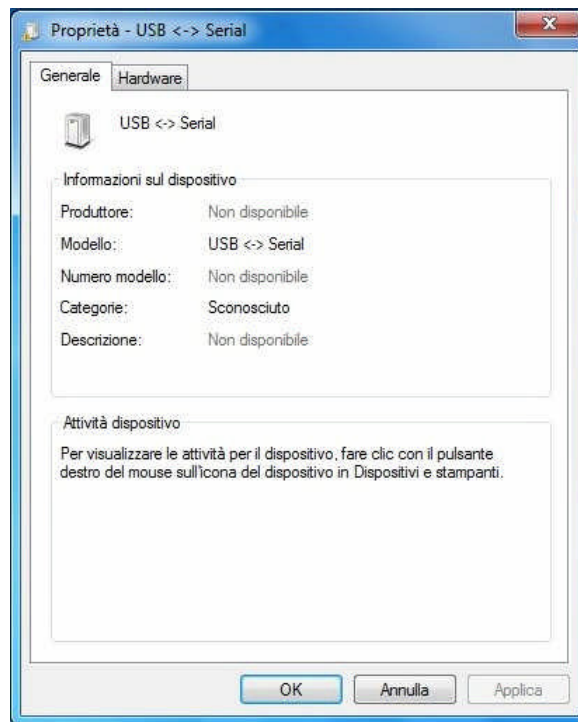 Proprietà - USB <-> Serial
Generale Hardware
USB <-> Serial
Informazioni sul dispositivo
Produttore: Non disponibile
Modello: USB <-> Serial
Numero modello: Non disponibile
Categorie: Sconosciuto
Descrizione: Non disponibile
Attività dispositivo
Per visualizzare le attività per il dispositivo, fare clic con il pulsante
destro del mouse sull'icona del dispositivo in Dispositivi e stampanti.
OK Annulla Applica